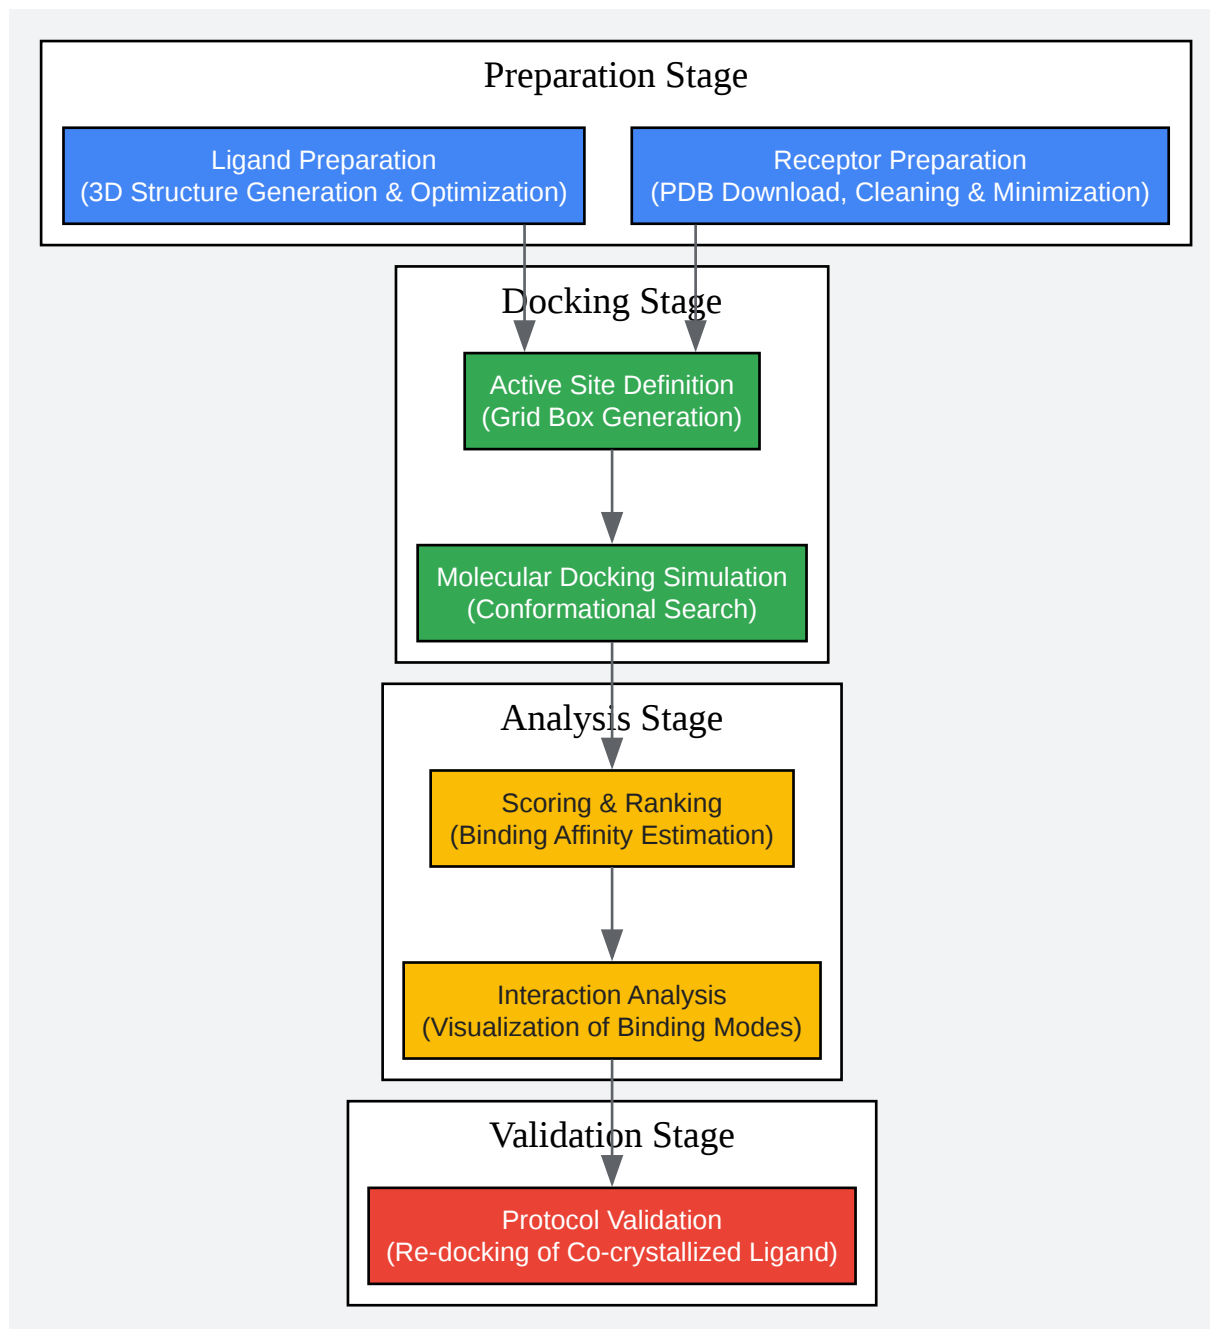 Preparation Stage
Ligand Preparation
(3D Structure Generation & Optimization)
Receptor Preparation
(PDB Download, Cleaning & Minimization)
Docking Stage
Active Site Definition
(Grid Box Generation)
Molecular Docking Simulation
(Conformational Search)
Analysis Stage
Scoring & Ranking
(Binding Affinity Estimation)
Interaction Analysis
(Visualization of Binding Modes)
Validation Stage
Protocol Validation
(Re-docking of Co-crystallized Ligand)